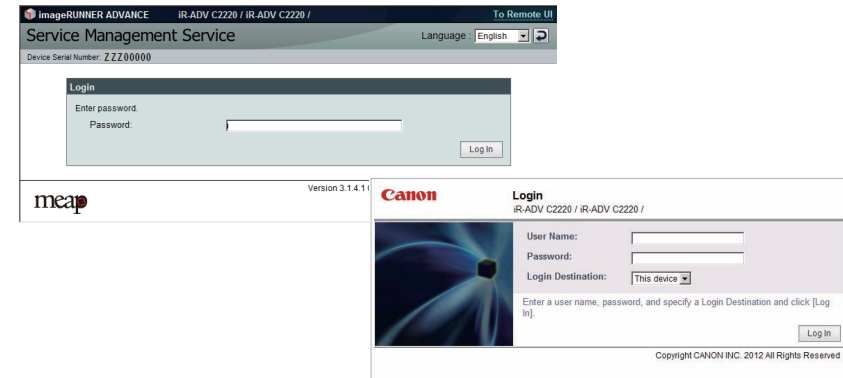 imageRUNNER ADVANCE iR-ADV C2220 / iR-ADV C2220 / To Remote UI
Service Management Service Language : English
Device Serial Number: ZZZ00000
Login
Enter password.
Password:
Log In
meap
Version 3.1.4.1
Canon
Login
iR-ADV C2220 / iR-ADV C2220 /
User Name:
Password:
Login Destination: This device
Enter a user name, password, and specify a Login Destination and click [Log
In].
Log In
Copyright CANON INC. 2012 All Rights Reserved